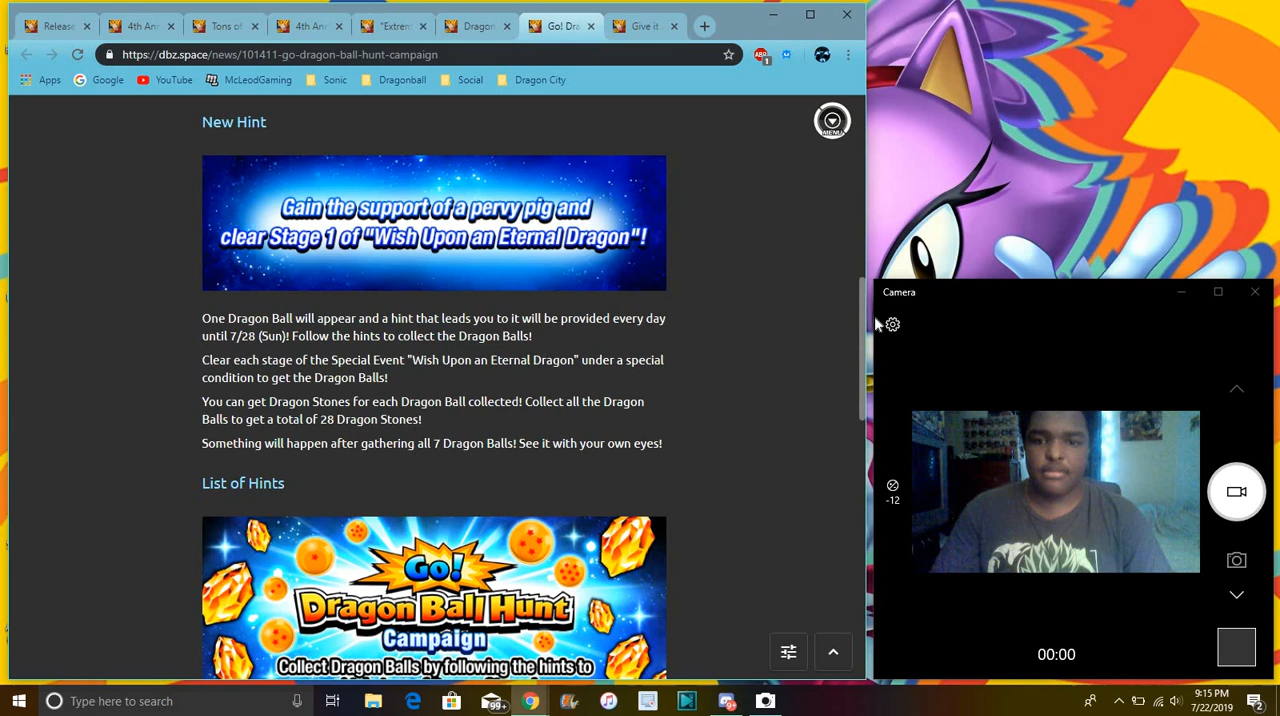 Release
4th Ann
Tons of
4th Ann
"Extrem
Dragon
Go! Dra
Give it
https://dbz.space/news/101411-go-dragon-ball-hunt-campaign
1
Apps
Google
YouTube
McLeodGaming
Sonic
Dragonball
Social
Dragon City
New Hint
MENU
Gain the support of a pervy pig and
clear Stage 1 of "Wish Upon an Eternal Dragon"!
One Dragon Ball will appear and a hint that leads you to it will be provided every day
until 7/28 (Sun)! Follow the hints to collect the Dragon Balls!
Clear each stage of the Special Event "Wish Upon an Eternal Dragon" under a special
condition to get the Dragon Balls!
You can get Dragon Stones for each Dragon Ball collected! Collect all the Dragon
Balls to get a total of 28 Dragon Stones!
Something will happen after gathering all 7 Dragon Balls! See it with your own eyes!
List of Hints
Go!
Dragon Ball Hunt
Campaign
Collect Dragon Balls by following the hints to
Camera
-12
00:00
Type here to search
99+
9+
9:15 PM
7/22/2019
2